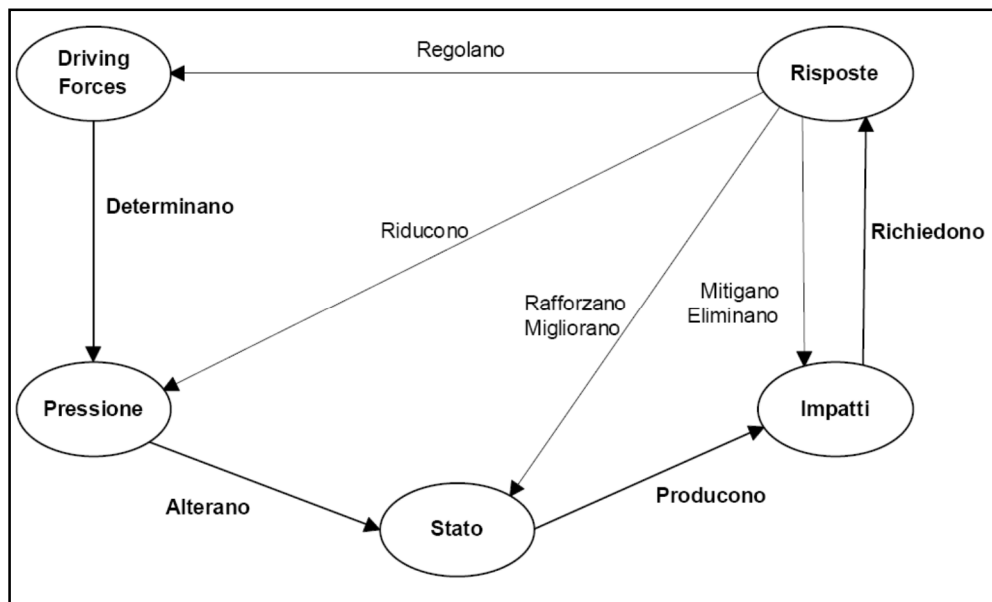 Driving
Forces
Regolano
Risposte
Determinano
Riducono
Richiedono
Rafforzano
Migliorano
Mitigano
Eliminano
Pressione
Impatti
Alterano
Producono
Stato